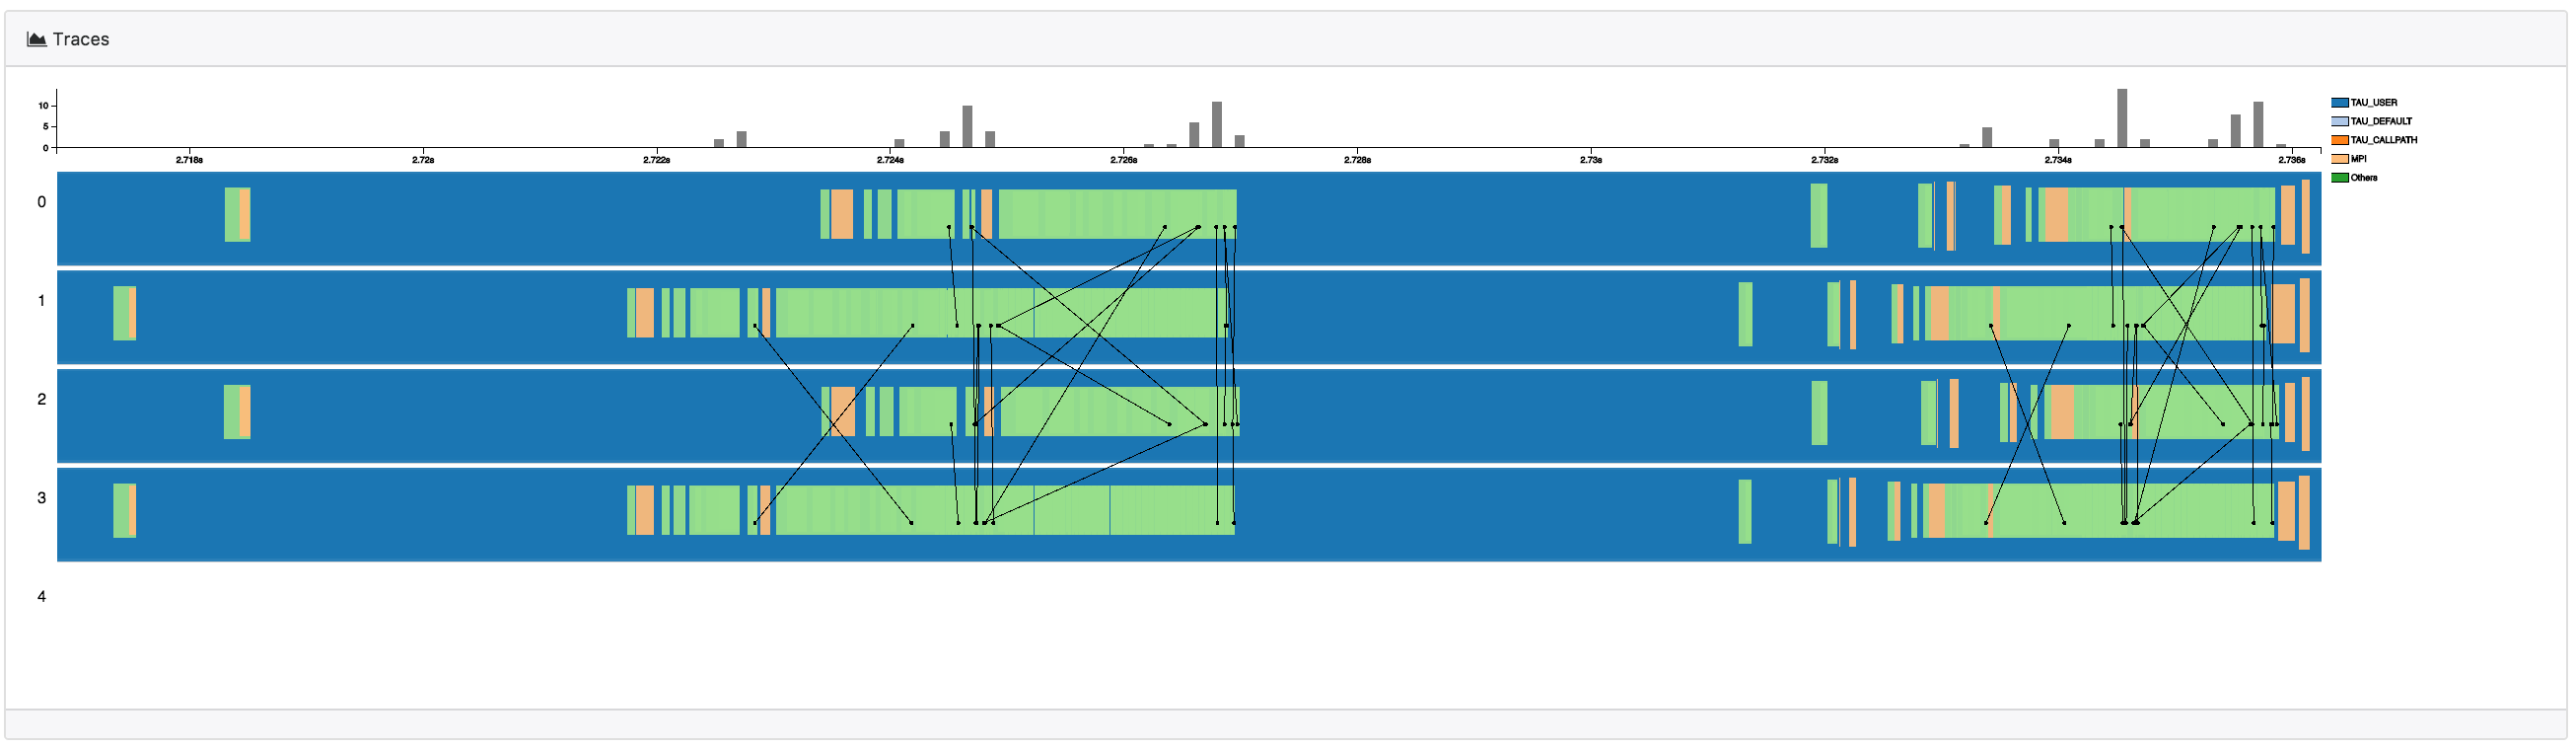 Traces
10
5
0
2.718s 2.72s 2.722s 2.724s 2.726s 2.728s 2.73s 2.732s 2.734s 2.736s
TAU_USER
TAU_DEFAULT
TAU_CALLPATH
MPI
Others
0
1
2
3
4